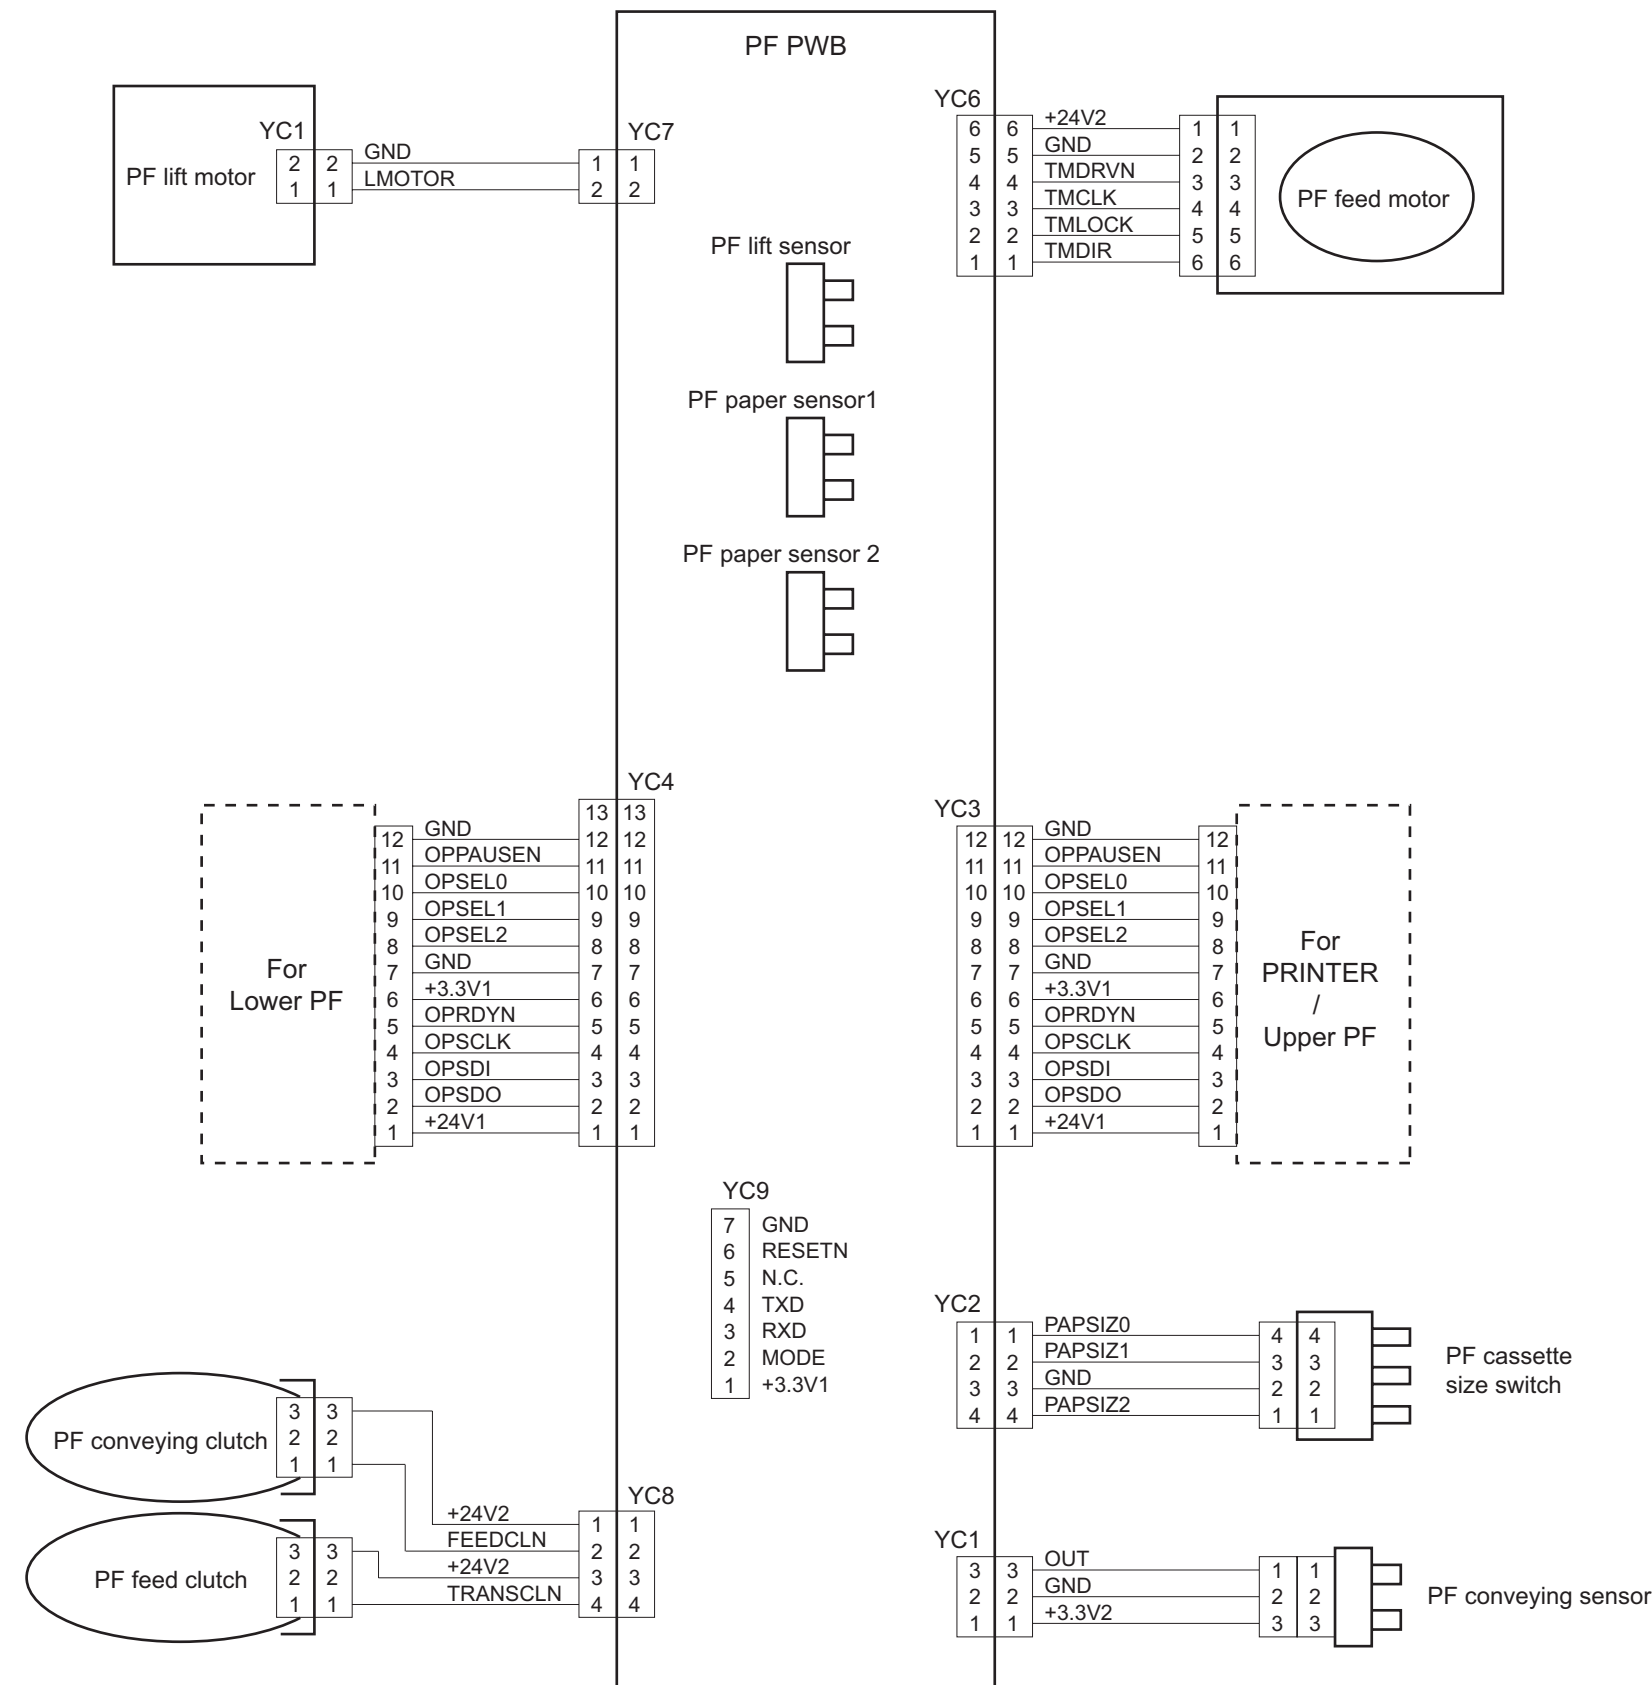 PF PWB
YC1
PF lift motor
2 2 GND 1 1
1 1 LMOTOR 2 2
YC7
YC6
6 6 +24V2 1 1
5 5 GND 2 2
4 4 TMDRVN 3 3
3 3 TMCLK 4 4
2 2 TMLOCK 5 5
1 1 TMDIR 6 6
PF feed motor
PF lift sensor
PF paper sensor1
PF paper sensor 2
YC4
13 13
12 GND 12 12
11 OPPAUSEN 11 11
10 OPSEL0 10 10
9 OPSEL1 9 9
8 OPSEL2 8 8
7 GND 7 7
6 +3.3V1 6 6
5 OPRDYN 5 5
4 OPSCLK 4 4
3 OPSDI 3 3
2 OPSDO 2 2
1 +24V1 1 1
For
Lower PF
YC3
12 12 GND 12
11 11 OPPAUSEN 11
10 10 OPSEL0 10
9 9 OPSEL1 9
8 8 OPSEL2 8
7 7 GND 7
6 6 +3.3V1 6
5 5 OPRDYN 5
4 4 OPSCLK 4
3 3 OPSDI 3
2 2 OPSDO 2
1 1 +24V1 1
For
PRINTER
/
Upper PF
YC9
7 GND
6 RESETN
5 N.C.
4 TXD
3 RXD
2 MODE
1 +3.3V1
YC2
1 1 PAPSIZ0 4 4
2 2 PAPSIZ1 3 3
3 3 GND 2 2
4 4 PAPSIZ2 1 1
PF cassette
size switch
PF conveying clutch
3 3
2 2
1 1
PF feed clutch
3 3
2 2
1 1
YC8
+24V2 1 1
FEEDCLN 2 2
+24V2 3 3
TRANSCLN 4 4
YC1
3 3 OUT 1 1
2 2 GND 2 2
1 1 +3.3V2 3 3
PF conveying sensor